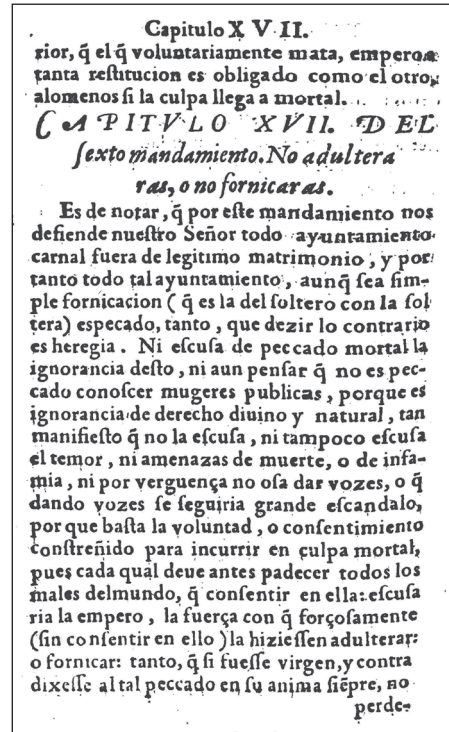 Capitulo XVII.
rior, q̃ el q̃ voluntariamente mata, empero a
tanta reſtitucion es obligado como el otro,
alomenos ſi la culpa llega a mortal.
CAPITVLO XVII. DEL
ſexto mandamiento. No adultera
ras, o no fornicaras.
Es de notar, q̃ por eſte mandamiento nos
defiende nueſtro Señor todo ayuntamiento
carnal fuera de legitimo matrimonio, y por
tanto todo tal ayuntamiento, aunq̃ ſea ſim-
ple fornicacion ( q̃ es la del ſoltero con la ſol
tera) es pecado, tanto, que dezir lo contrario
es heregia. Ni eſcuſa de peccado mortal la
ignorancia deſto, ni aun penſar q̃ no es pec-
cado conoſcer mugeres publicas, porque es
ignorancia de derecho diuino y natural, tan
manifieſto q̃ no la eſcuſa, ni tampoco eſcuſa
el temor, ni amenazas de muerte, o de infa-
mia, ni por verguença no oſa dar vozes, o q̃
dando vozes ſe ſeguiria grande eſcandalo,
por que baſta la voluntad, o conſentimiento
conſtreñido para incurrir en culpa mortal,
pues cada qual deue antes padecer todos los
males delmundo, q̃ conſentir en ella: eſcuſa
ria la empero, la fuerça con q̃ forçoſamente
(ſin conſentir en ello) la hizieſſen adulterar:
o fornicar: tanto, q̃ ſi fueſſe virgen, y contra
dixeſſe al tal peccado en ſu anima ſiẽpre, no
perde-